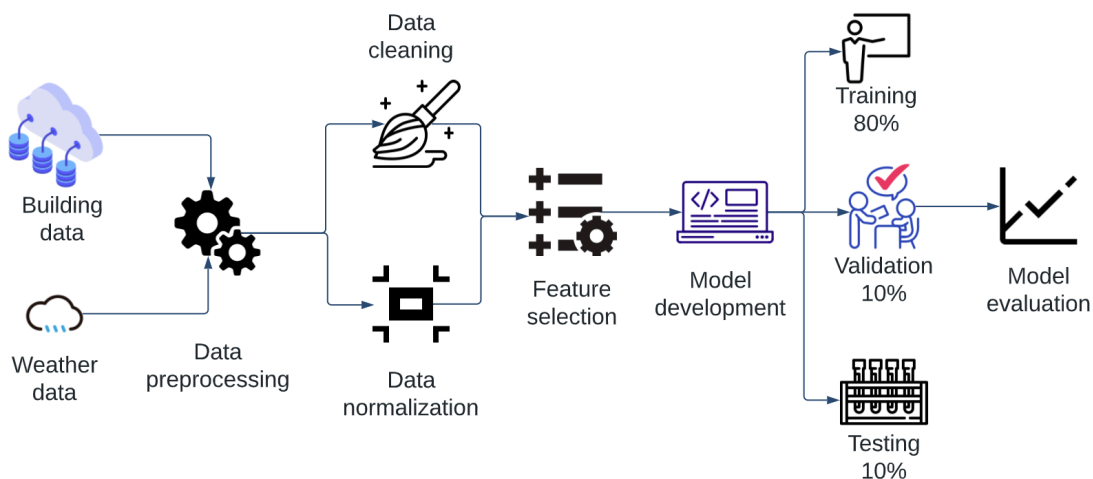 Data
cleaning
Building
data
Weather
data
Data
preprocessing
Data
normalization
Feature
selection
</>
Model
development
Training
80%
Validation
10%
Testing
10%
Model
evaluation